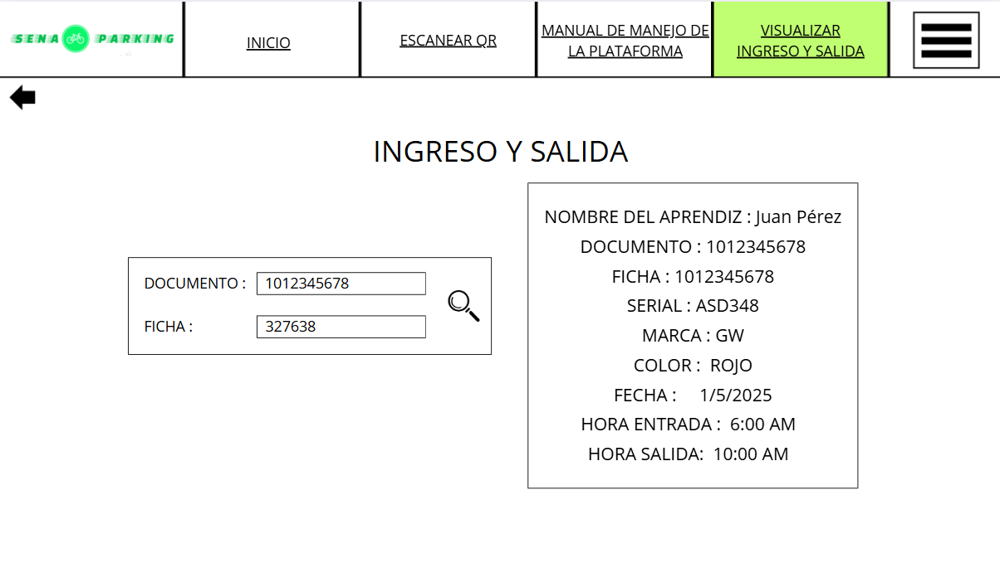 SENA PARKING
INICIO
ESCANEAR QR
MANUAL DE MANEJO DE
LA PLATAFORMA
VISUALIZAR
INGRESO Y SALIDA
INGRESO Y SALIDA
DOCUMENTO : 1012345678
FICHA : 327638
NOMBRE DEL APRENDIZ : Juan Pérez
DOCUMENTO : 1012345678
FICHA : 1012345678
SERIAL : ASD348
MARCA : GW
COLOR : ROJO
FECHA : 1/5/2025
HORA ENTRADA : 6:00 AM
HORA SALIDA: 10:00 AM